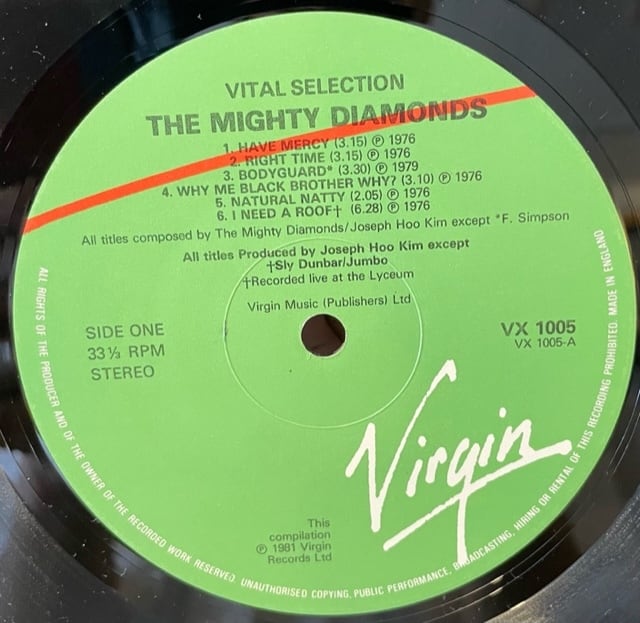 VITAL SELECTION
THE MIGHTY DIAMONDS
1. HAVE MERCY (3.15) Ⓟ 1976
2. RIGHT TIME (3.15) Ⓟ 1976
3. BODYGUARD* (3.30) Ⓟ 1979
4. WHY ME BLACK BROTHER WHY? (3.10) Ⓟ 1976
5. NATURAL NATTY (2.05) Ⓟ 1976
6. I NEED A ROOF† (6.28) Ⓟ 1976
All titles composed by The Mighty Diamonds/Joseph Hoo Kim except *F. Simpson
All titles Produced by Joseph Hoo Kim except
†Sly Dunbar/Jumbo
†Recorded live at the Lyceum
Virgin Music (Publishers) Ltd
SIDE ONE
33⅓ RPM
STEREO
VX 1005
VX 1005-A
Virgin
This
compilation
Ⓟ 1981 Virgin
Records Ltd
ALL RIGHTS OF THE PRODUCER AND OF THE OWNER OF THE RECORDED WORK RESERVED. UNAUTHORISED COPYING, PUBLIC PERFORMANCE, BROADCASTING, HIRING OR RENTAL OF THIS RECORDING PROHIBITED. MADE IN ENGLAND